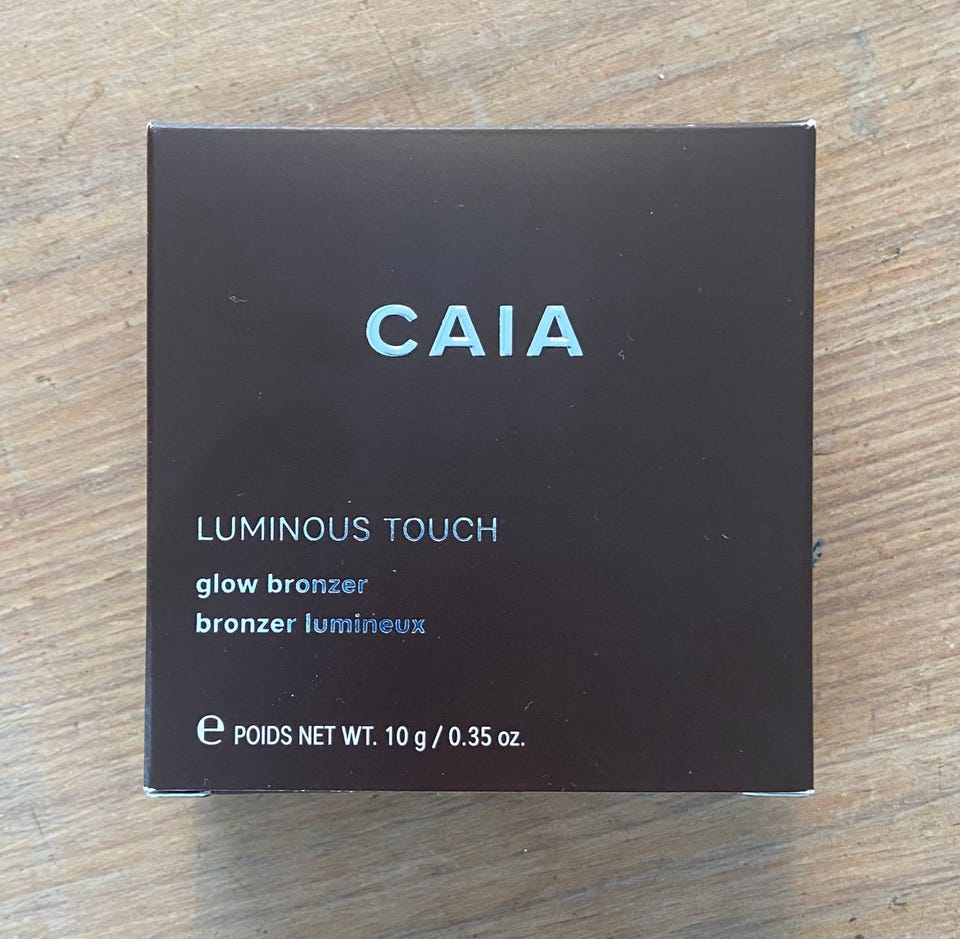 CAIA
LUMINOUS TOUCH
glow bronzer
bronzer lumineux
℮ POIDS NET WT. 10 g / 0.35 oz.